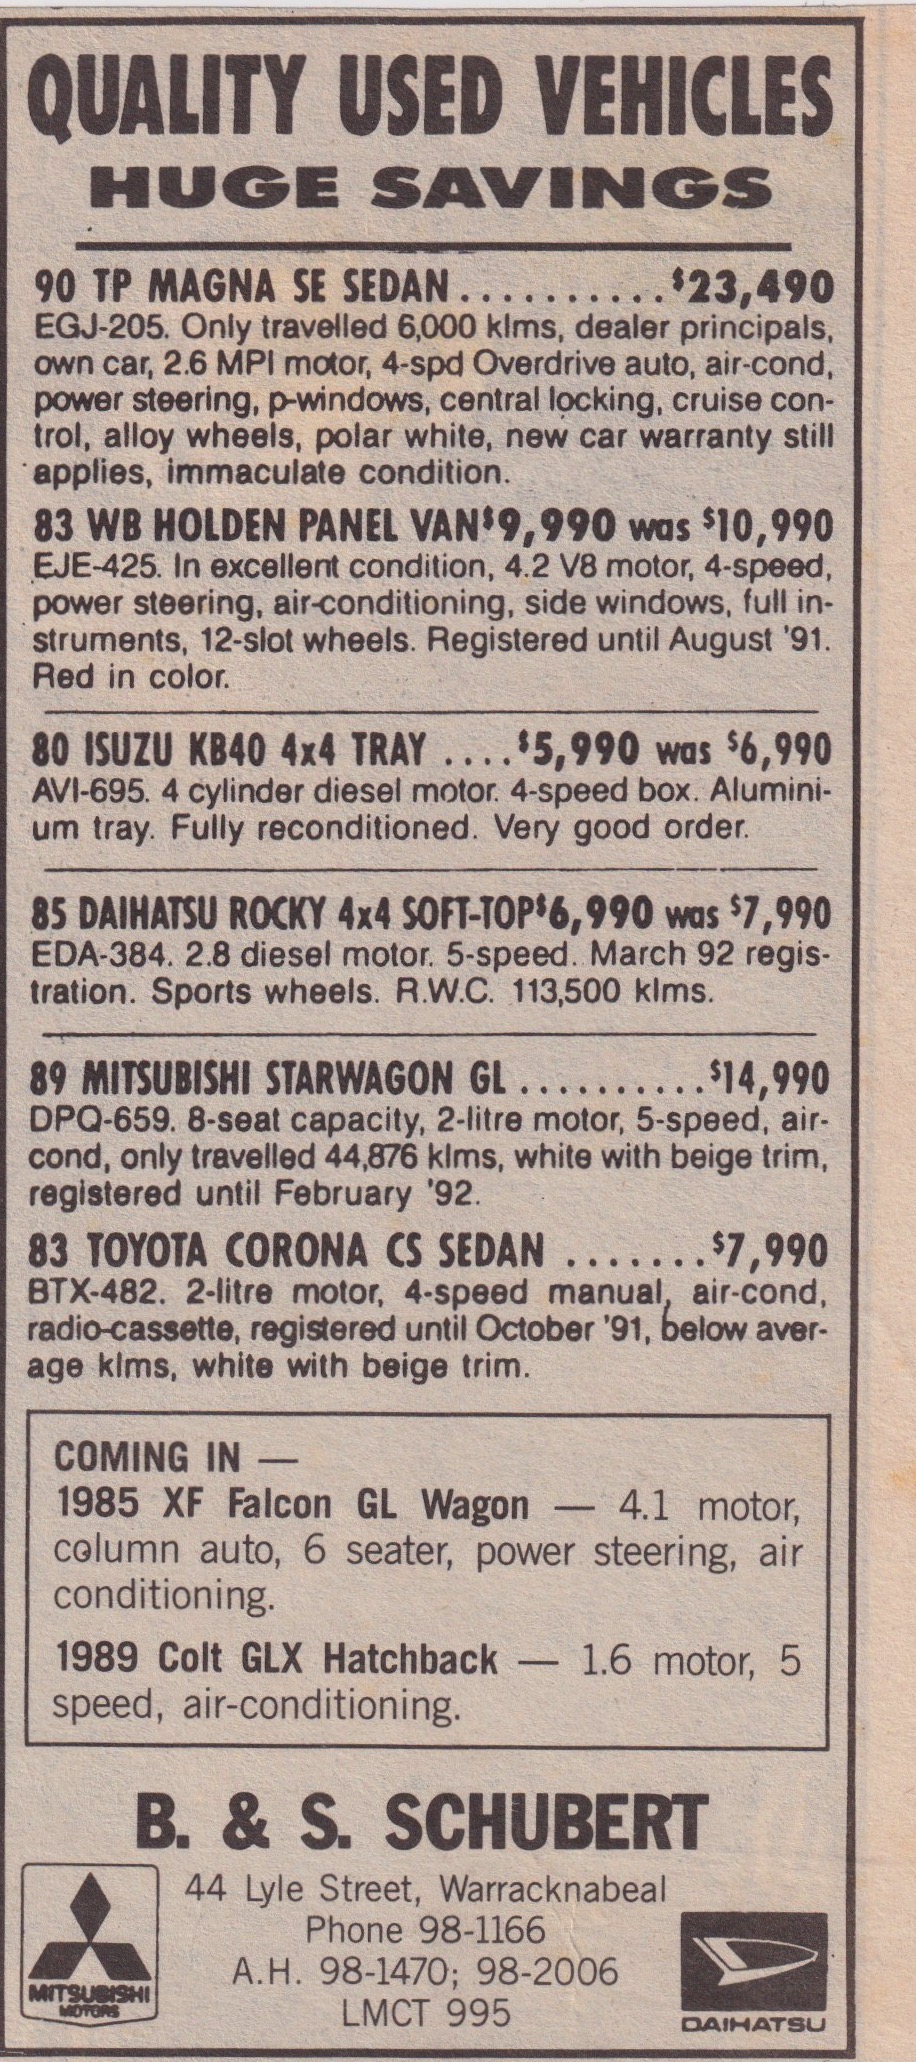 QUALITY USED VEHICLES
HUGE SAVINGS
90 TP MAGNA SE SEDAN..........$23,490
EGJ-205. Only travelled 6,000 klms, dealer principals,
own car, 2.6 MPI motor, 4-spd Overdrive auto, air-cond,
power steering, p-windows, central locking, cruise con-
trol, alloy wheels, polar white, new car warranty still
applies, immaculate condition.
83 WB HOLDEN PANEL VAN$9,990 was $10,990
EJE-425. In excellent condition, 4.2 V8 motor, 4-speed,
power steering, air-conditioning, side windows, full in-
struments, 12-slot wheels. Registered until August '91.
Red in color.
80 ISUZU KB40 4x4 TRAY ....$5,990 was $6,990
AVI-695. 4 cylinder diesel motor. 4-speed box. Alumini-
um tray. Fully reconditioned. Very good order.
85 DAIHATSU ROCKY 4x4 SOFT-TOP$6,990 was $7,990
EDA-384. 2.8 diesel motor. 5-speed. March 92 regis-
tration. Sports wheels. R.W.C. 113,500 klms.
89 MITSUBISHI STARWAGON GL..........$14,990
DPQ-659. 8-seat capacity, 2-litre motor, 5-speed, air-
cond, only travelled 44,876 klms, white with beige trim,
registered until February '92.
83 TOYOTA CORONA CS SEDAN .......$7,990
BTX-482. 2-litre motor, 4-speed manual, air-cond,
radio-cassette, registered until October '91, below aver-
age klms, white with beige trim.
COMING IN —
1985 XF Falcon GL Wagon — 4.1 motor,
column auto, 6 seater, power steering, air
conditioning.
1989 Colt GLX Hatchback — 1.6 motor, 5
speed, air-conditioning.
B. & S. SCHUBERT
44 Lyle Street, Warracknabeal
Phone 98-1166
A.H. 98-1470; 98-2006
LMCT 995
MITSUBISHI
MOTORS
DAIHATSU